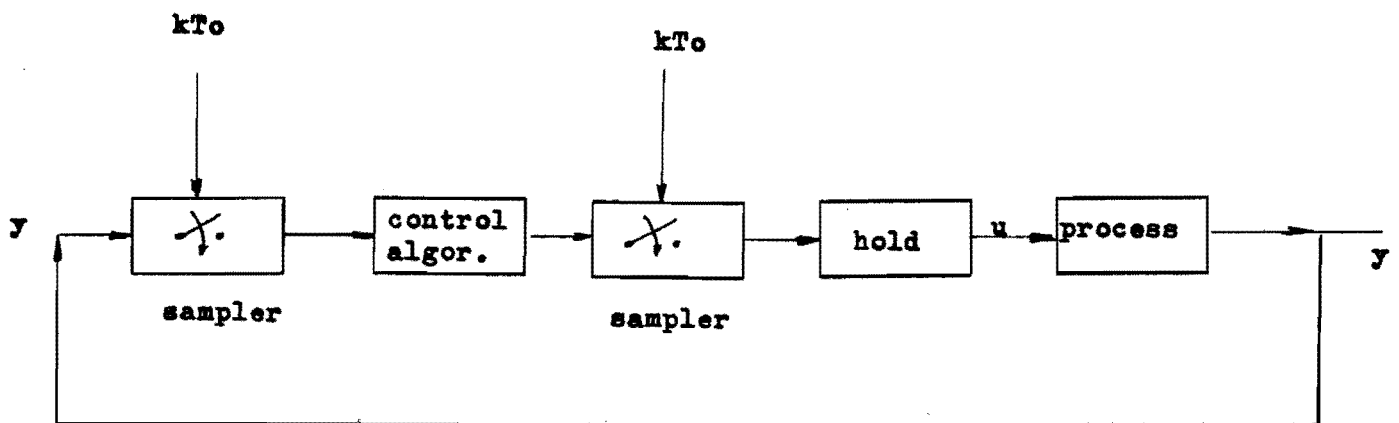 kTo
kTo
y
control
algor.
hold
u
process
y
sampler
sampler